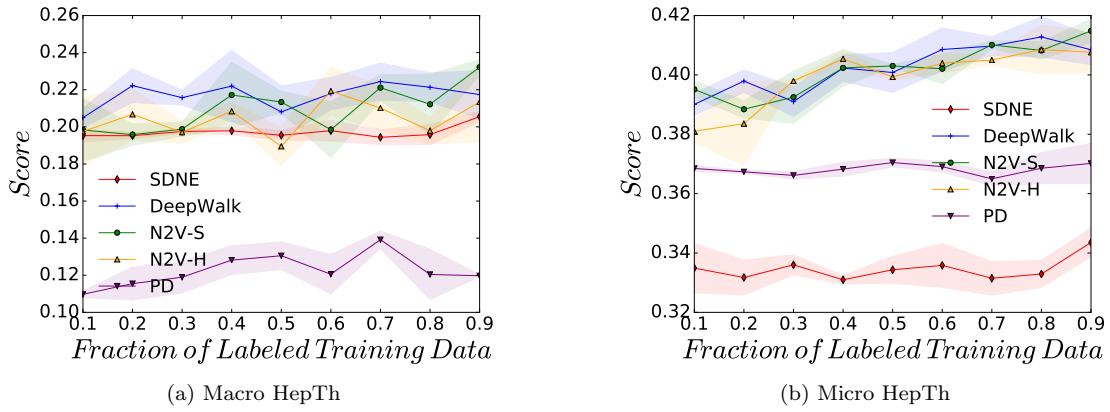 0.26
0.24
0.22
0.20
0.18
0.16
0.14
0.12
0.10
Score
SDNE
DeepWalk
N2V-S
N2V-H
PD
0.1 0.2 0.3 0.4 0.5 0.6 0.7 0.8 0.9
Fraction of Labeled Training Data
(a) Macro HepTh
0.42
0.40
0.38
0.36
0.34
0.32
Score
SDNE
DeepWalk
N2V-S
N2V-H
PD
0.1 0.2 0.3 0.4 0.5 0.6 0.7 0.8 0.9
Fraction of Labeled Training Data
(b) Micro HepTh